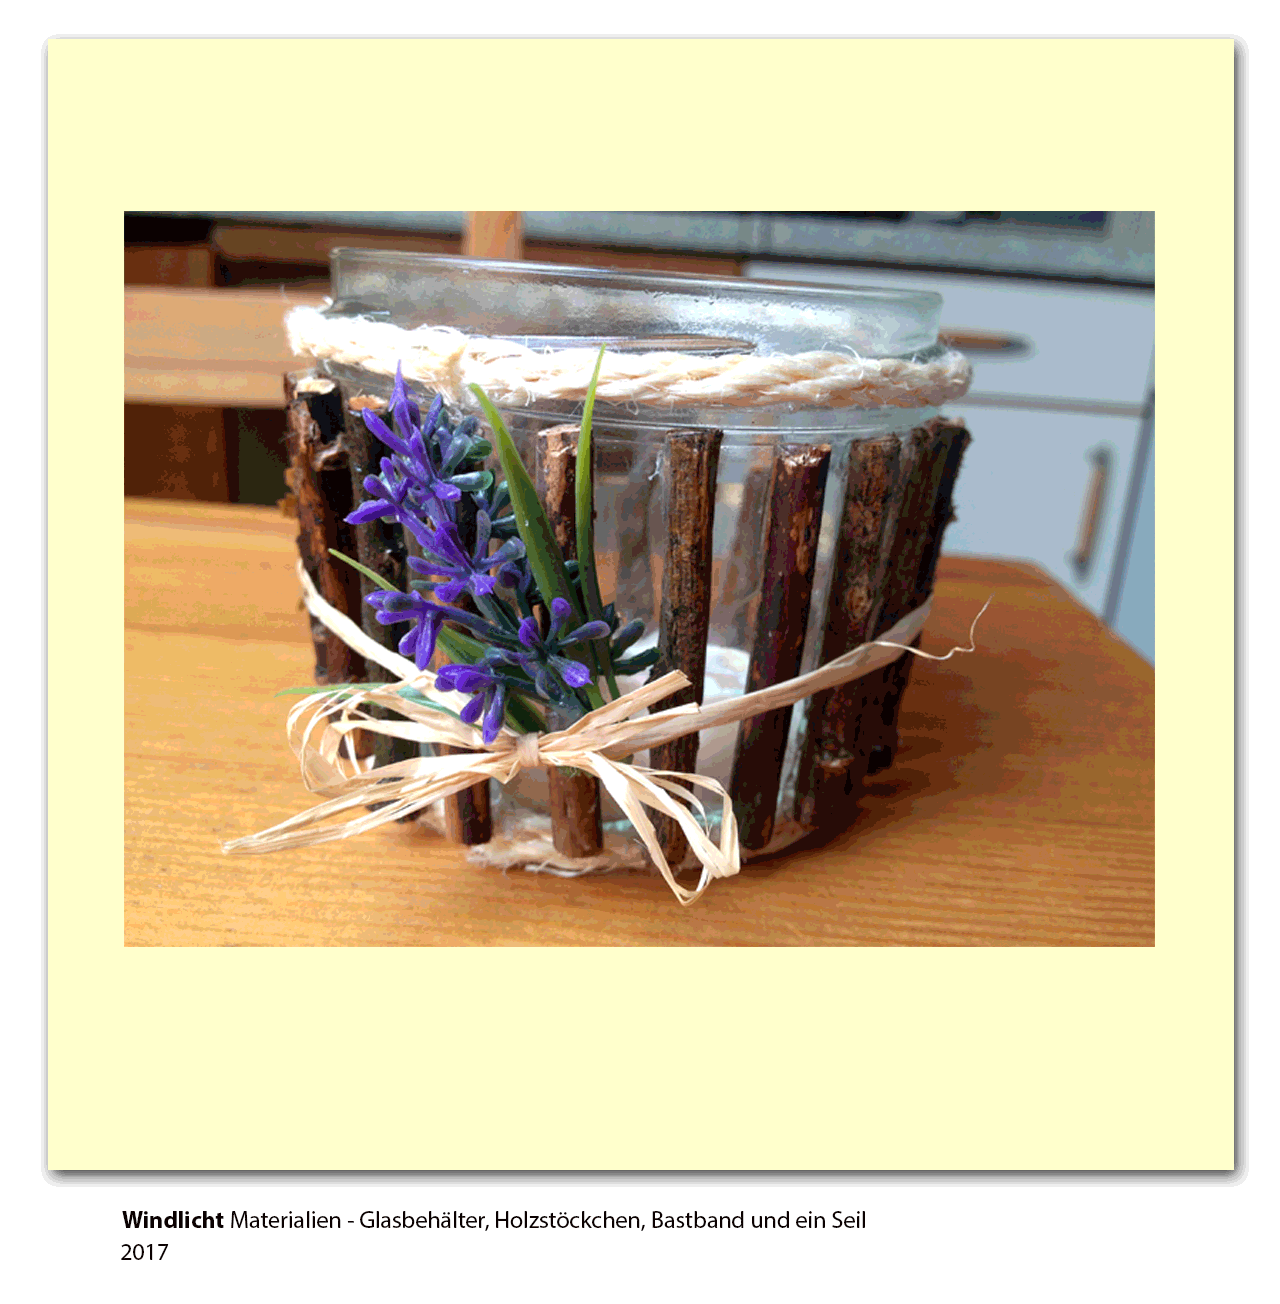 Windlicht Materialien - Glasbehälter, Holzstöckchen, Bastband und ein Seil
2017